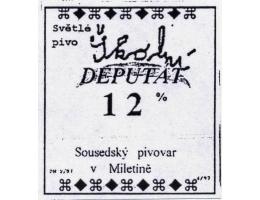 Světlé
pivo Školní
DEPUTÁT
12 %
Sousedský pivovar
v Miletíně